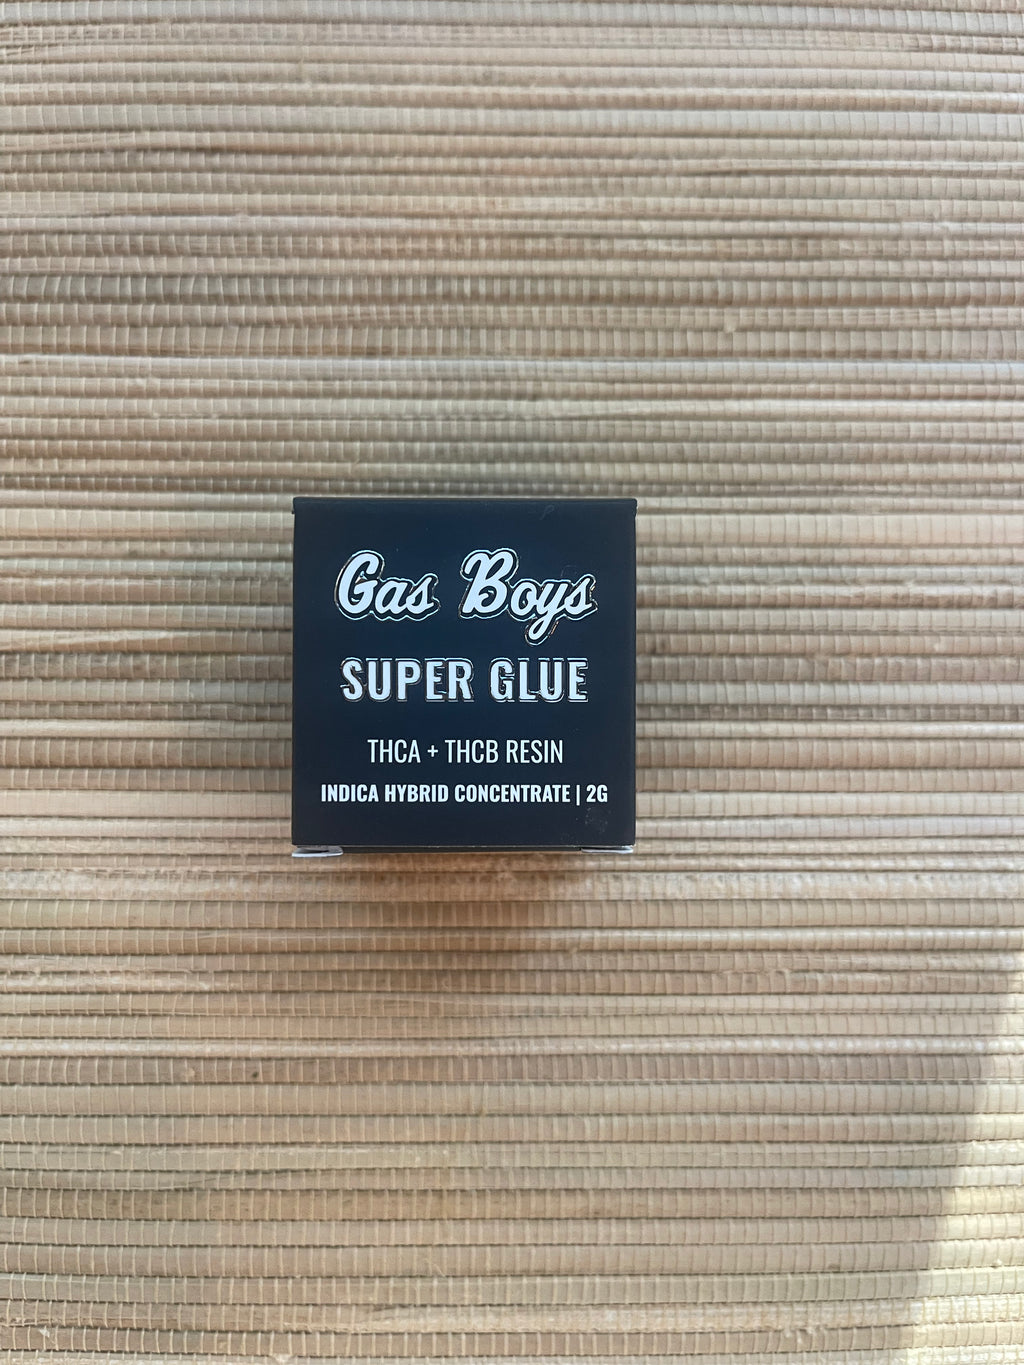 Gas Boys
SUPER GLUE
THCA + THCB RESIN
INDICA HYBRID CONCENTRATE | 2G